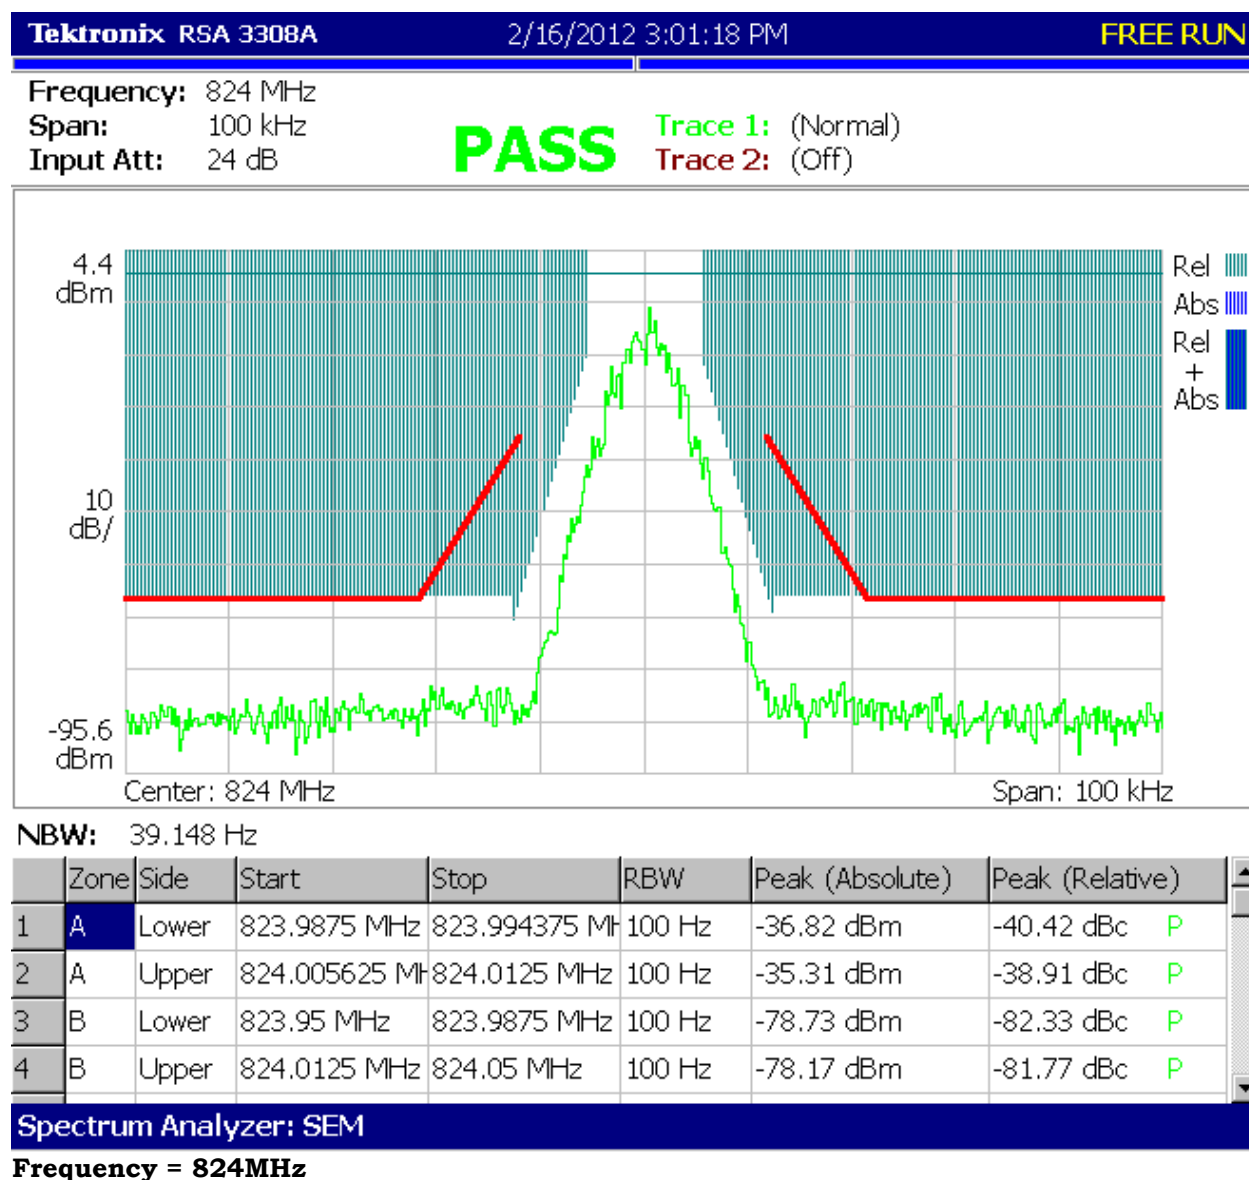 Tektronix RSA 3308A 2/16/2012 3:01:18 PM FREE RUN
Frequency: 824 MHz
Span: 100 kHz
Input Att: 24 dB
PASS
Trace 1: (Normal)
Trace 2: (Off)
4.4
dBm
10
dB/
-95.6
dBm
Rel
Abs
Rel
+
Abs
Center: 824 MHz Span: 100 kHz
NBW: 39.148 Hz
Zone Side Start Stop RBW Peak (Absolute) Peak (Relative)
1 A Lower 823.9875 MHz 823.994375 MH 100 Hz -36.82 dBm -40.42 dBc P
2 A Upper 824.005625 MH 824.0125 MHz 100 Hz -35.31 dBm -38.91 dBc P
3 B Lower 823.95 MHz 823.9875 MHz 100 Hz -78.73 dBm -82.33 dBc P
4 B Upper 824.0125 MHz 824.05 MHz 100 Hz -78.17 dBm -81.77 dBc P
Spectrum Analyzer: SEM
Frequency = 824MHz